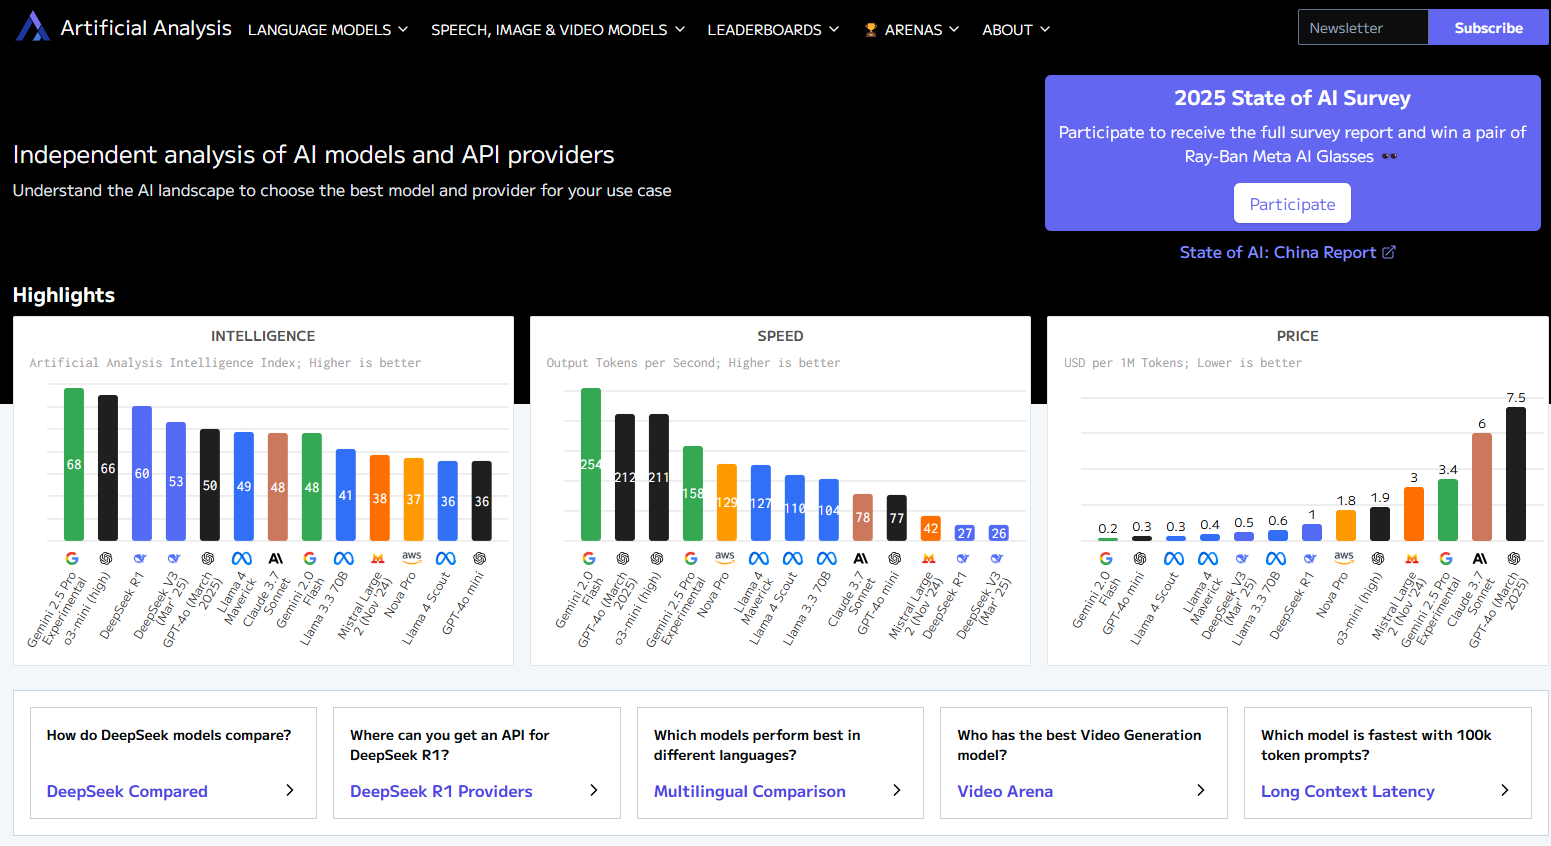 Artificial Analysis
LANGUAGE MODELS
SPEECH, IMAGE & VIDEO MODELS
LEADERBOARDS
ARENAS
ABOUT
Newsletter
Subscribe
2025 State of AI Survey
Participate to receive the full survey report and win a pair of
Ray-Ban Meta AI Glasses 🕶️
Participate
State of AI: China Report
Independent analysis of AI models and API providers
Understand the AI landscape to choose the best model and provider for your use case
Highlights
INTELLIGENCE
Artificial Analysis Intelligence Index; Higher is better
68
66
60
53
50
49
48
48
41
38
37
36
36
aws
Gemini 2.5 Pro
Experimental
o3-mini (high)
DeepSeek R1
DeepSeek V3
(Mar' 25)
GPT-4o (March
2025)
Llama 4
Maverick
Claude 3.7
Sonnet
Gemini 2.0
Flash
Llama 3.3 70B
Mistral Large
2 (Nov '24)
Nova Pro
Llama 4 Scout
GPT-4o mini
SPEED
Output Tokens per Second; Higher is better
254
212
211
158
129
127
110
104
78
77
42
27
26
aws
Gemini 2.0
Flash
GPT-4o (March
2025)
o3-mini (high)
Gemini 2.5 Pro
Experimental
Nova Pro
Llama 4
Maverick
Llama 4 Scout
Llama 3.3 70B
Claude 3.7
Sonnet
GPT-4o mini
Mistral Large
2 (Nov '24)
DeepSeek R1
DeepSeek V3
(Mar' 25)
PRICE
USD per 1M Tokens; Lower is better
0.2
0.3
0.3
0.4
0.5
0.6
1
1.8
1.9
3
3.4
6
7.5
aws
Gemini 2.0
Flash
GPT-4o mini
Llama 4 Scout
Llama 4
Maverick
DeepSeek V3
(Mar' 25)
Llama 3.3 70B
DeepSeek R1
Nova Pro
o3-mini (high)
Mistral Large
2 (Nov '24)
Gemini 2.5 Pro
Experimental
Claude 3.7
Sonnet
GPT-4o (March
2025)
How do DeepSeek models compare?
DeepSeek Compared
Where can you get an API for
DeepSeek R1?
DeepSeek R1 Providers
Which models perform best in
different languages?
Multilingual Comparison
Who has the best Video Generation
model?
Video Arena
Which model is fastest with 100k
token prompts?
Long Context Latency